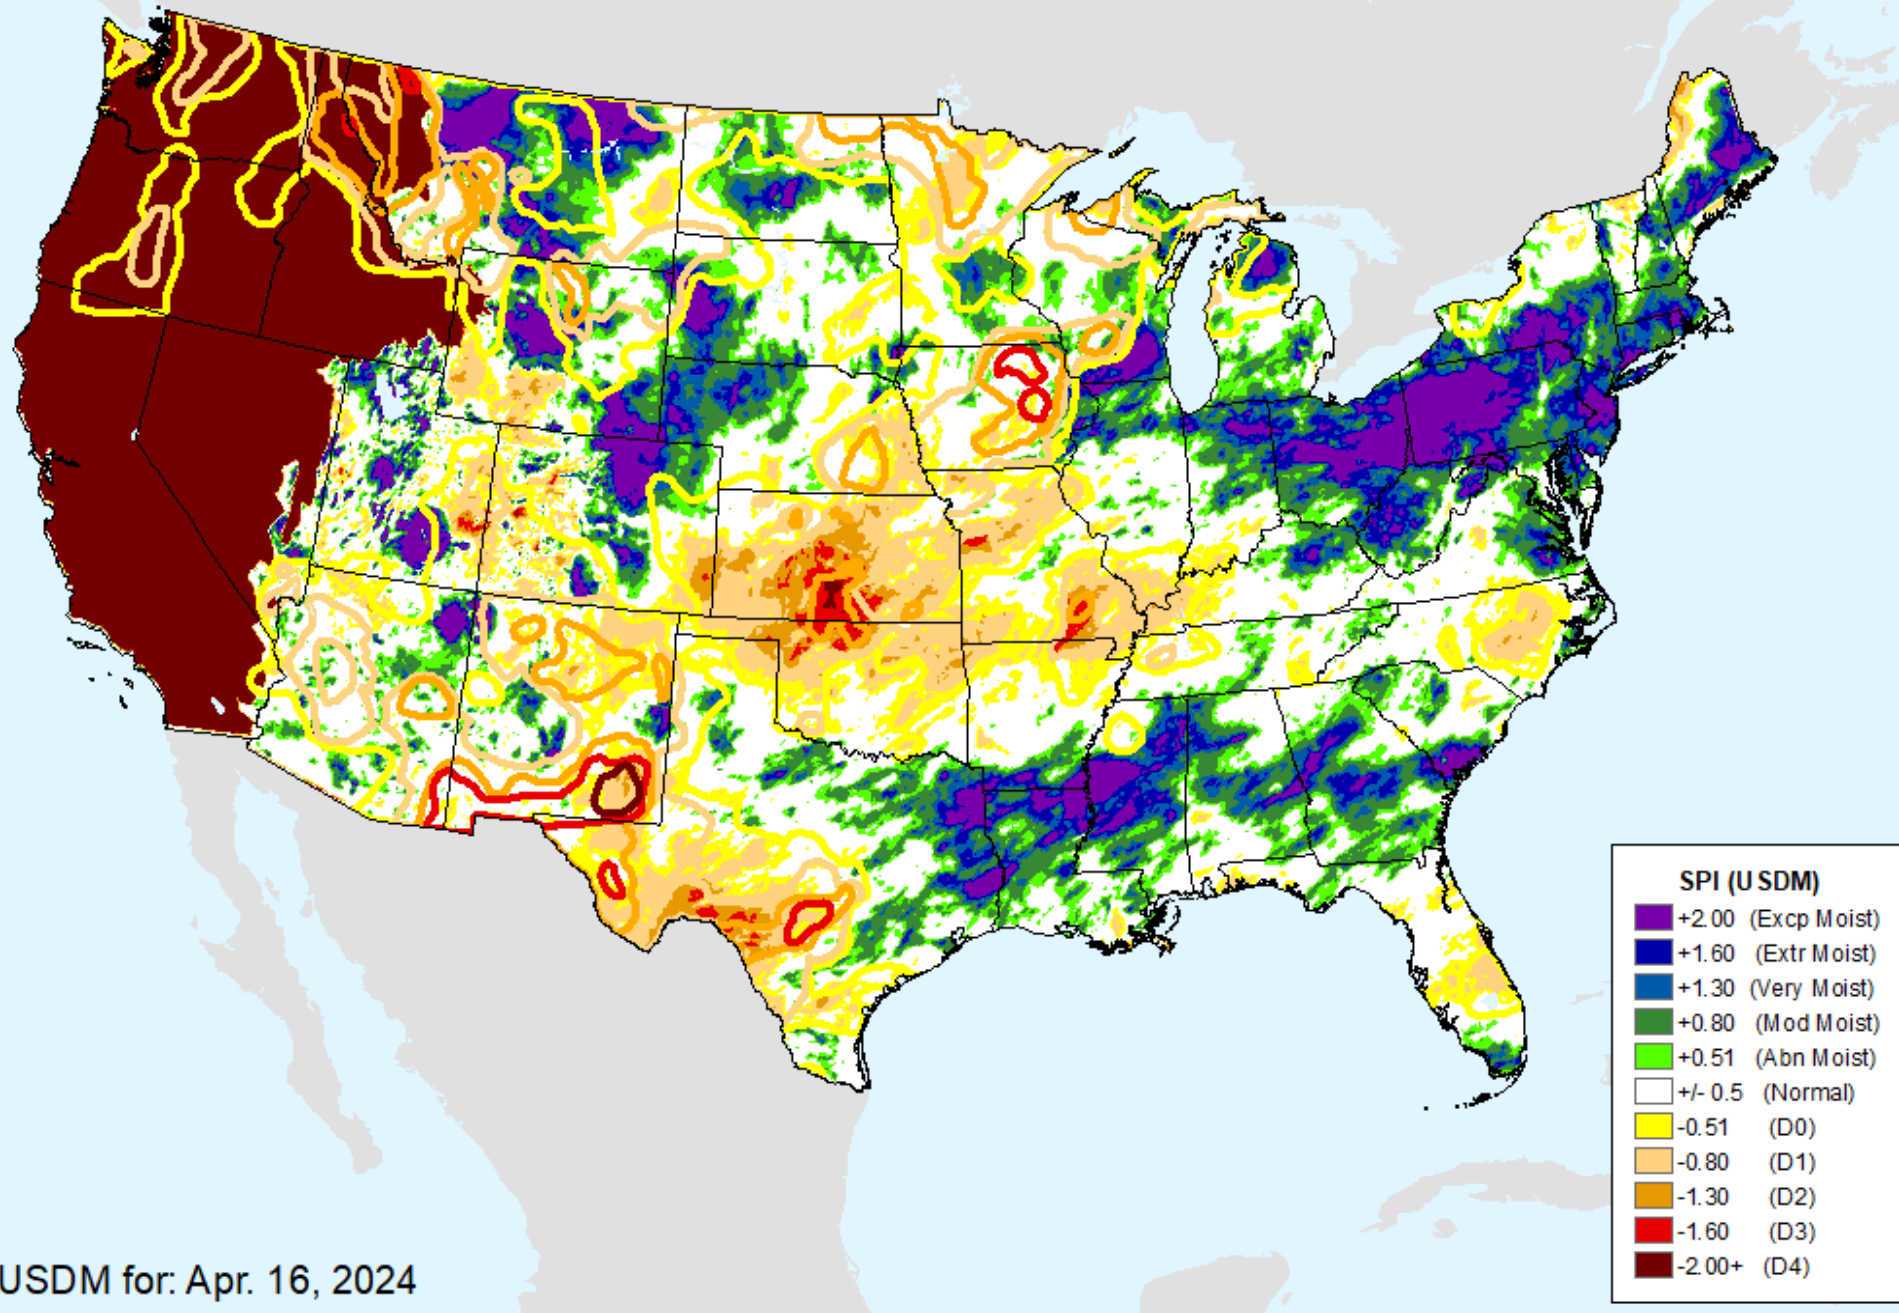 SPI (USDM)
+2.00 (Excp Moist)
+1.60 (Extr Moist)
+1.30 (Very Moist)
+0.80 (Mod Moist)
+0.51 (Abn Moist)
+/- 0.5 (Normal)
-0.51 (D0)
-0.80 (D1)
-1.30 (D2)
-1.60 (D3)
-2.00+ (D4)
USDM for: Apr. 16, 2024